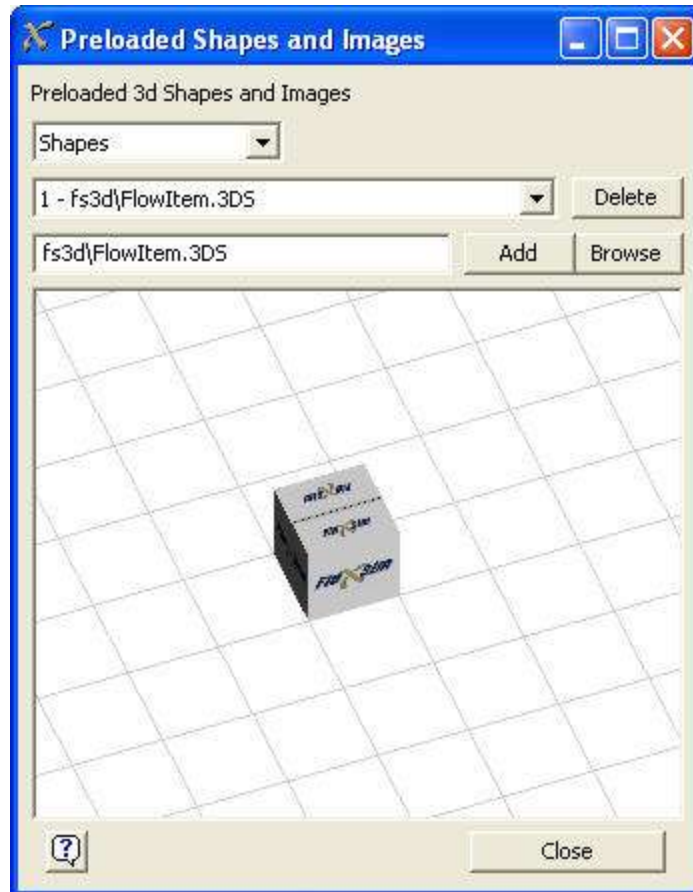 Preloaded Shapes and Images
Preloaded 3d Shapes and Images
Shapes
1 - fs3d\FlowItem.3DS
Delete
fs3d\FlowItem.3DS
Add
Browse
FlexSim
?
Close